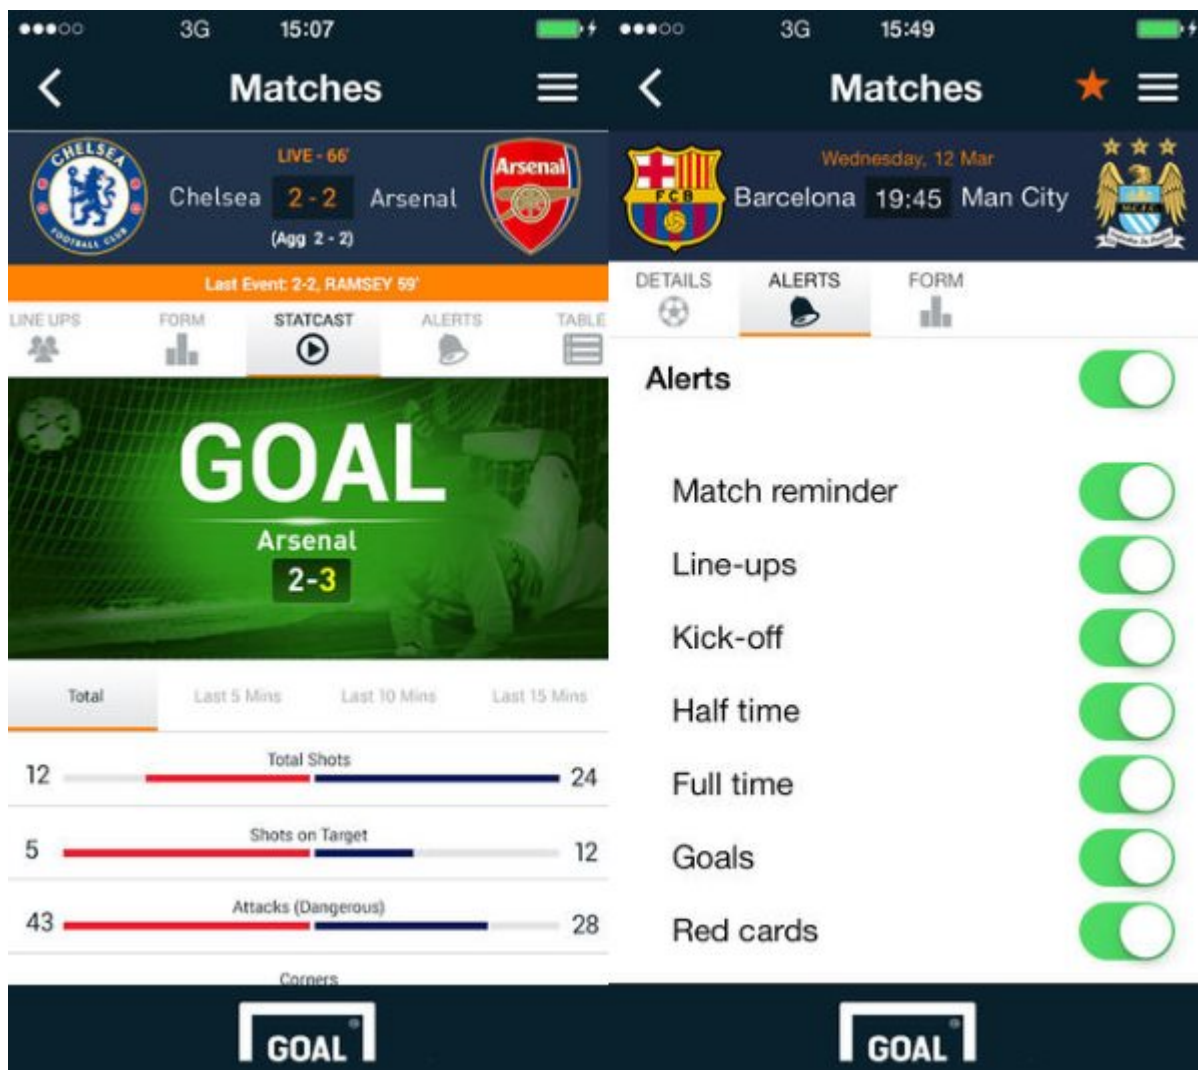 3G 15:07
Matches
CHELSEA
FOOTBALL CLUB
LIVE - 66'
Chelsea 2 - 2 Arsenal
(Agg 2 - 2)
Arsenal
Last Event: 2-2, RAMSEY 59'
LINE UPS FORM STATCAST ALERTS TABLE
GOAL
Arsenal
2-3
Total Last 5 Mins Last 10 Mins Last 15 Mins
Total Shots
12 24
Shots on Target
5 12
Attacks (Dangerous)
43 28
Corners
GOAL
3G 15:49
Matches
FCB
Wednesday, 12 Mar
Barcelona 19:45 Man City
DETAILS ALERTS FORM
Alerts
Match reminder
Line-ups
Kick-off
Half time
Full time
Goals
Red cards
GOAL